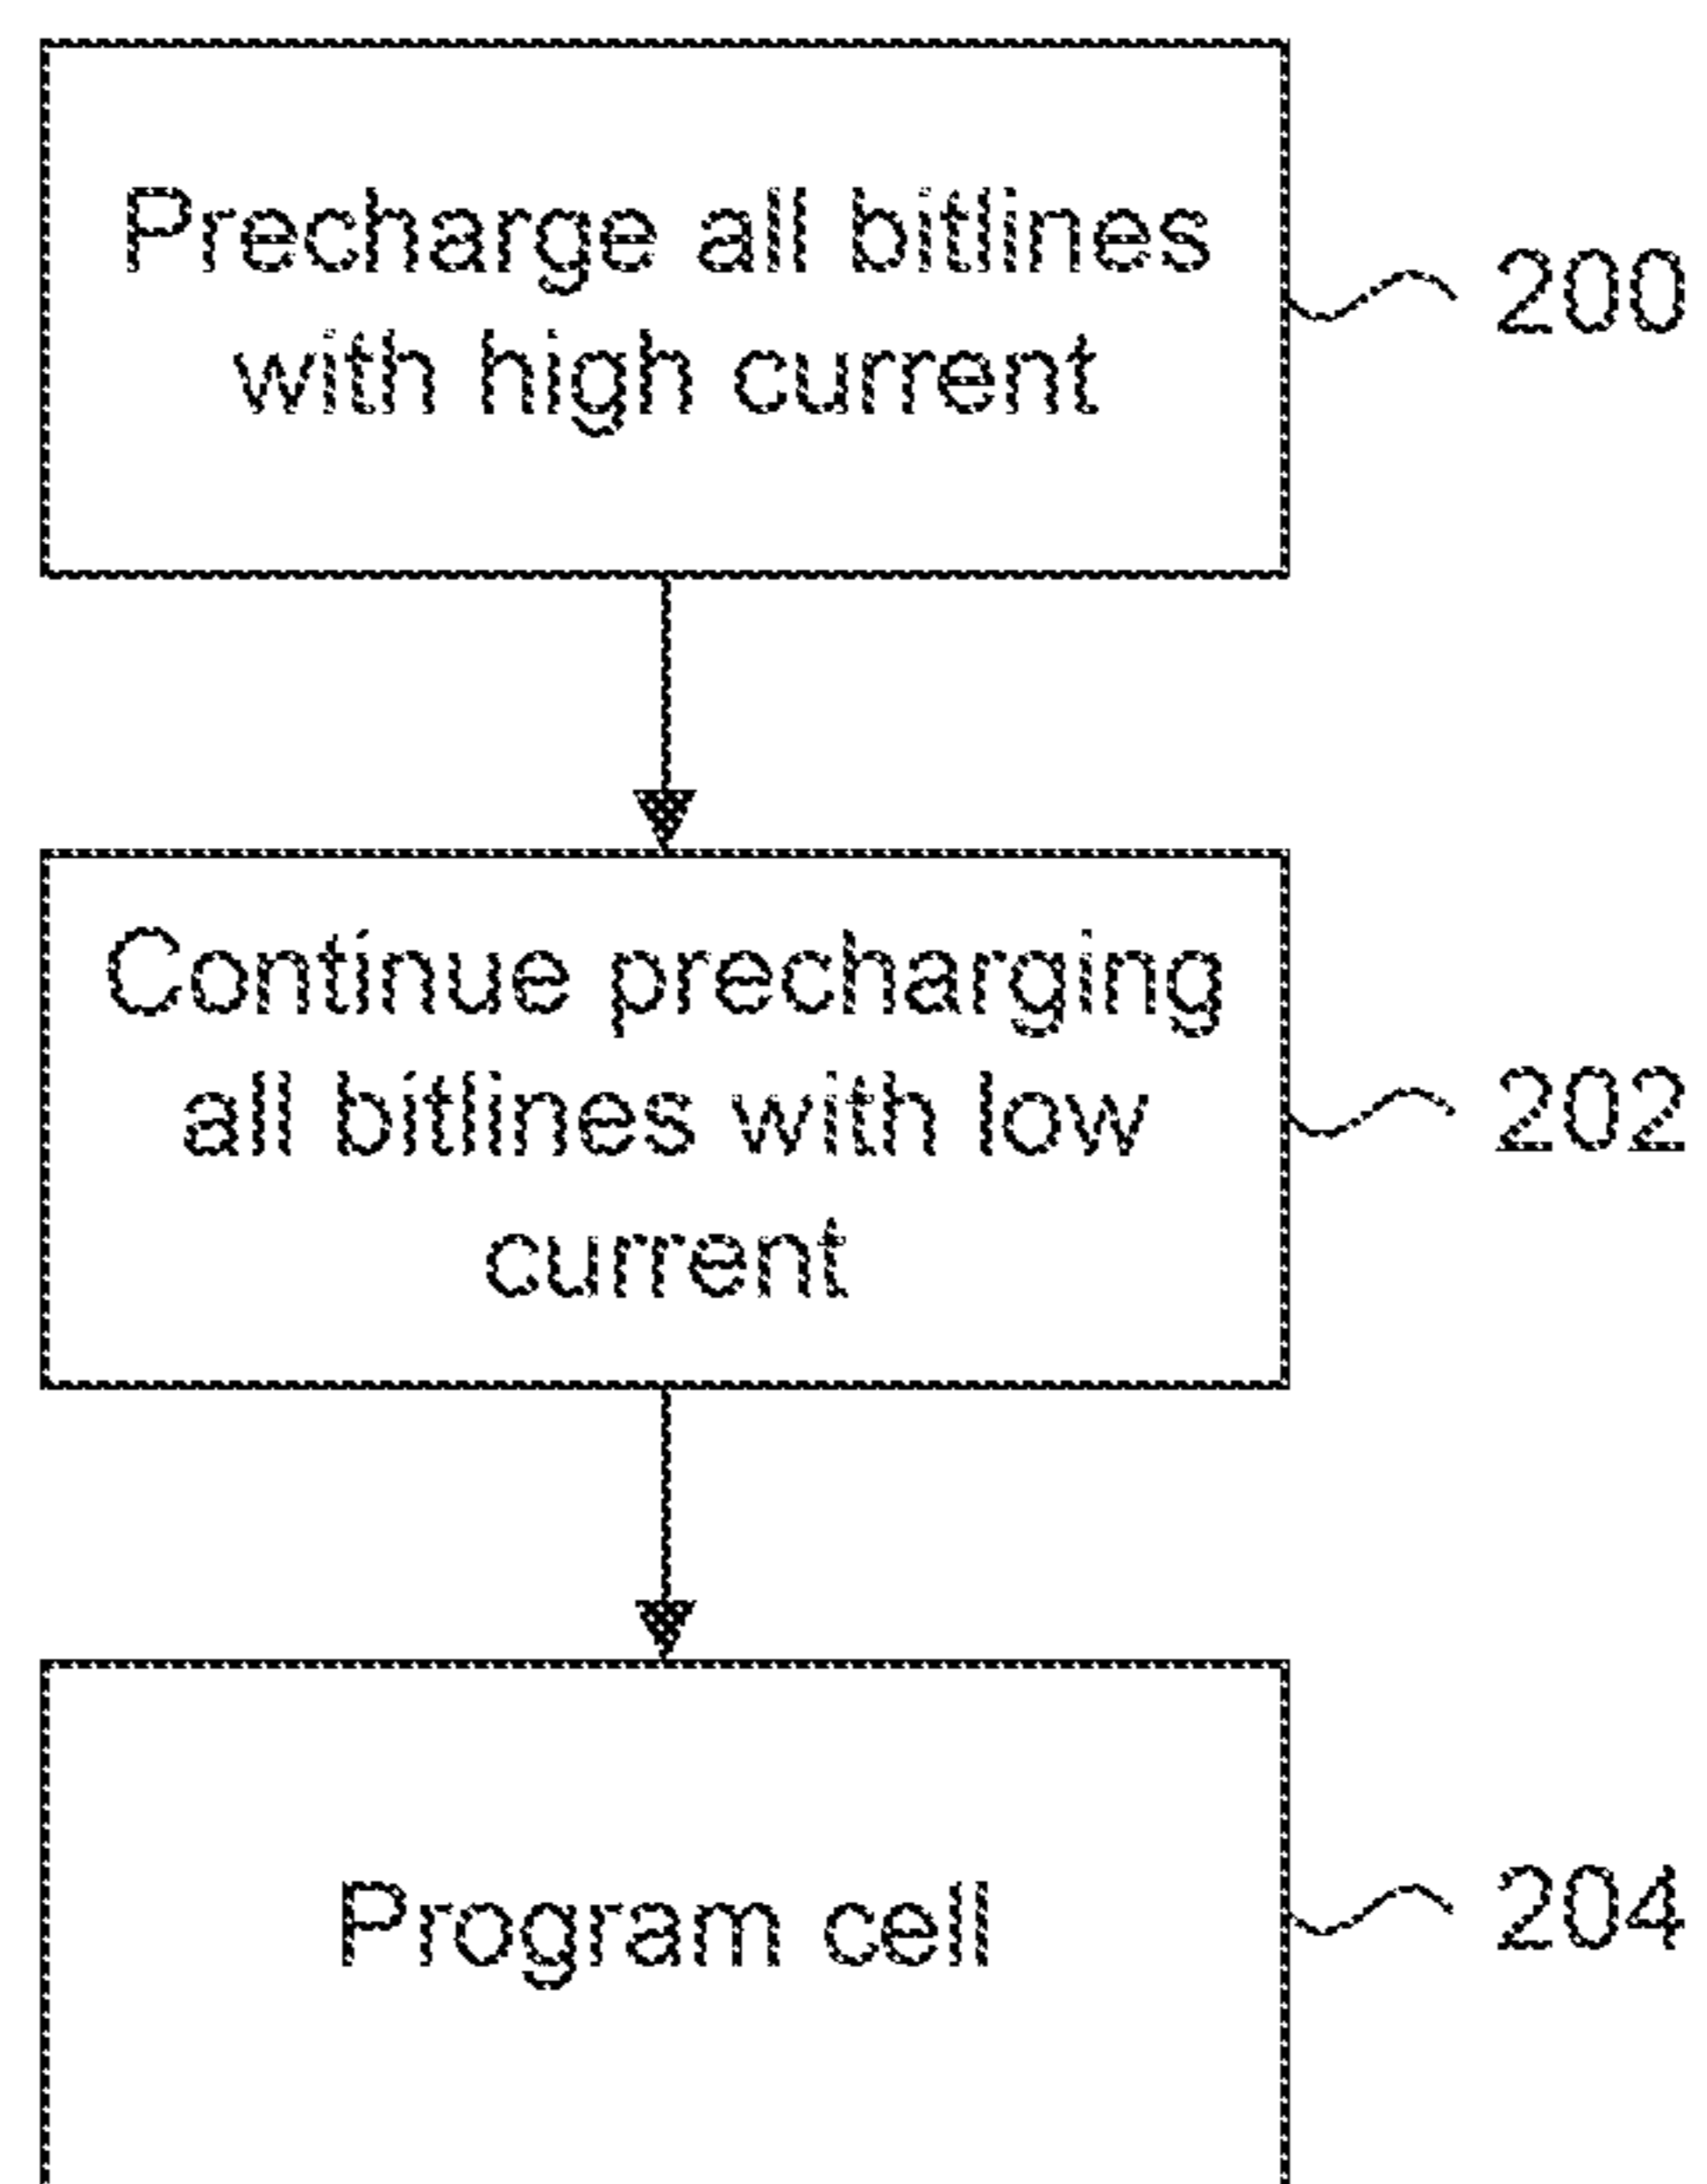 Precharge all bitlines
with high current
200
Continue precharging
all bitlines with low
current
202
Program cell
204